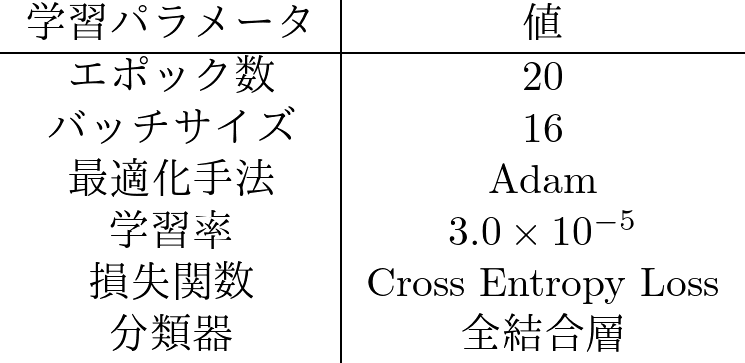 学習パラメータ 値
エポック数 20
バッチサイズ 16
最適化手法 Adam
学習率 3.0 × 10⁻⁵
損失関数 Cross Entropy Loss
分類器 全結合層